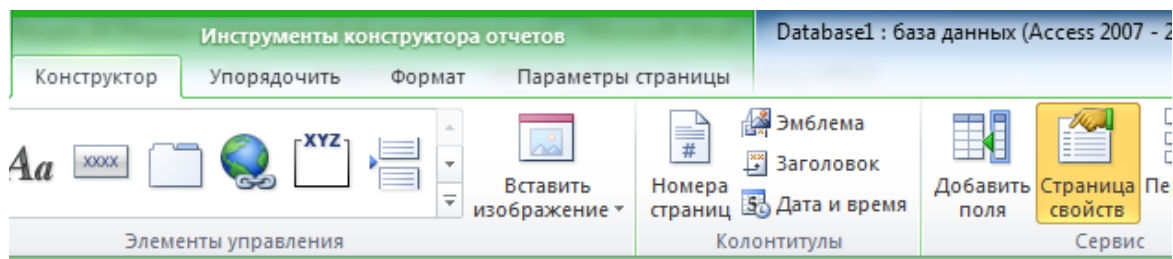 Инструменты конструктора отчетов
Database1 : база данных (Access 2007 - 2
Конструктор Упорядочить Формат Параметры страницы
Aa
XXXX
XYZ
Вставить
изображение
Номера
страниц
Эмблема
Заголовок
Дата и время
Добавить
поля
Страница
свойств
Пе
Элементы управления
Колонтитулы
Сервис